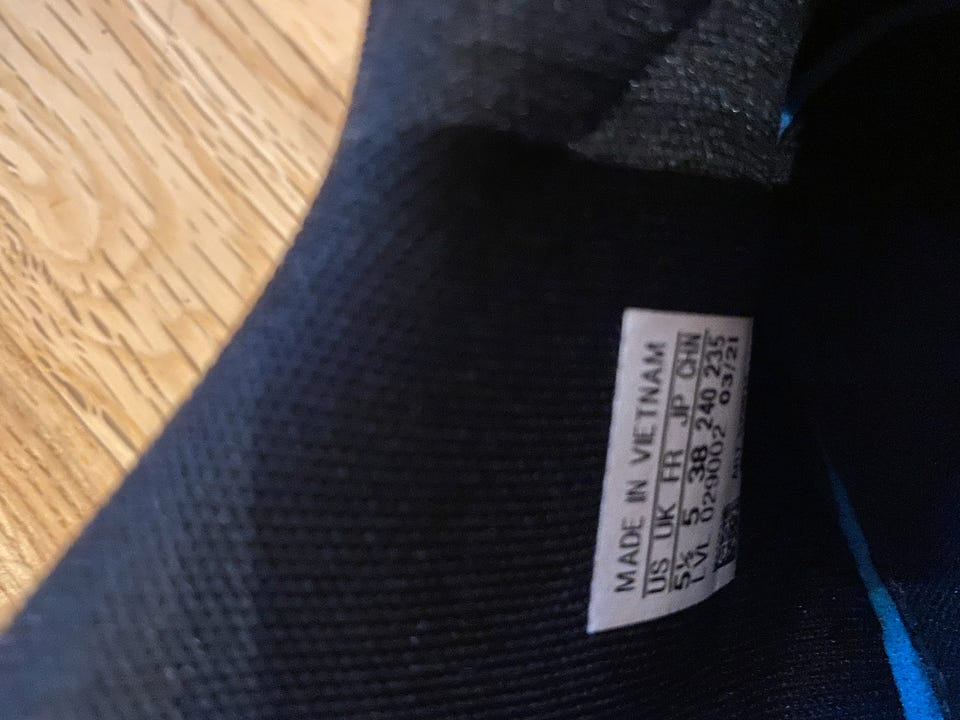 MADE IN VIETNAM
US UK FR JP CHN
5½ 5 38 240 235
LVL 029002 03/21